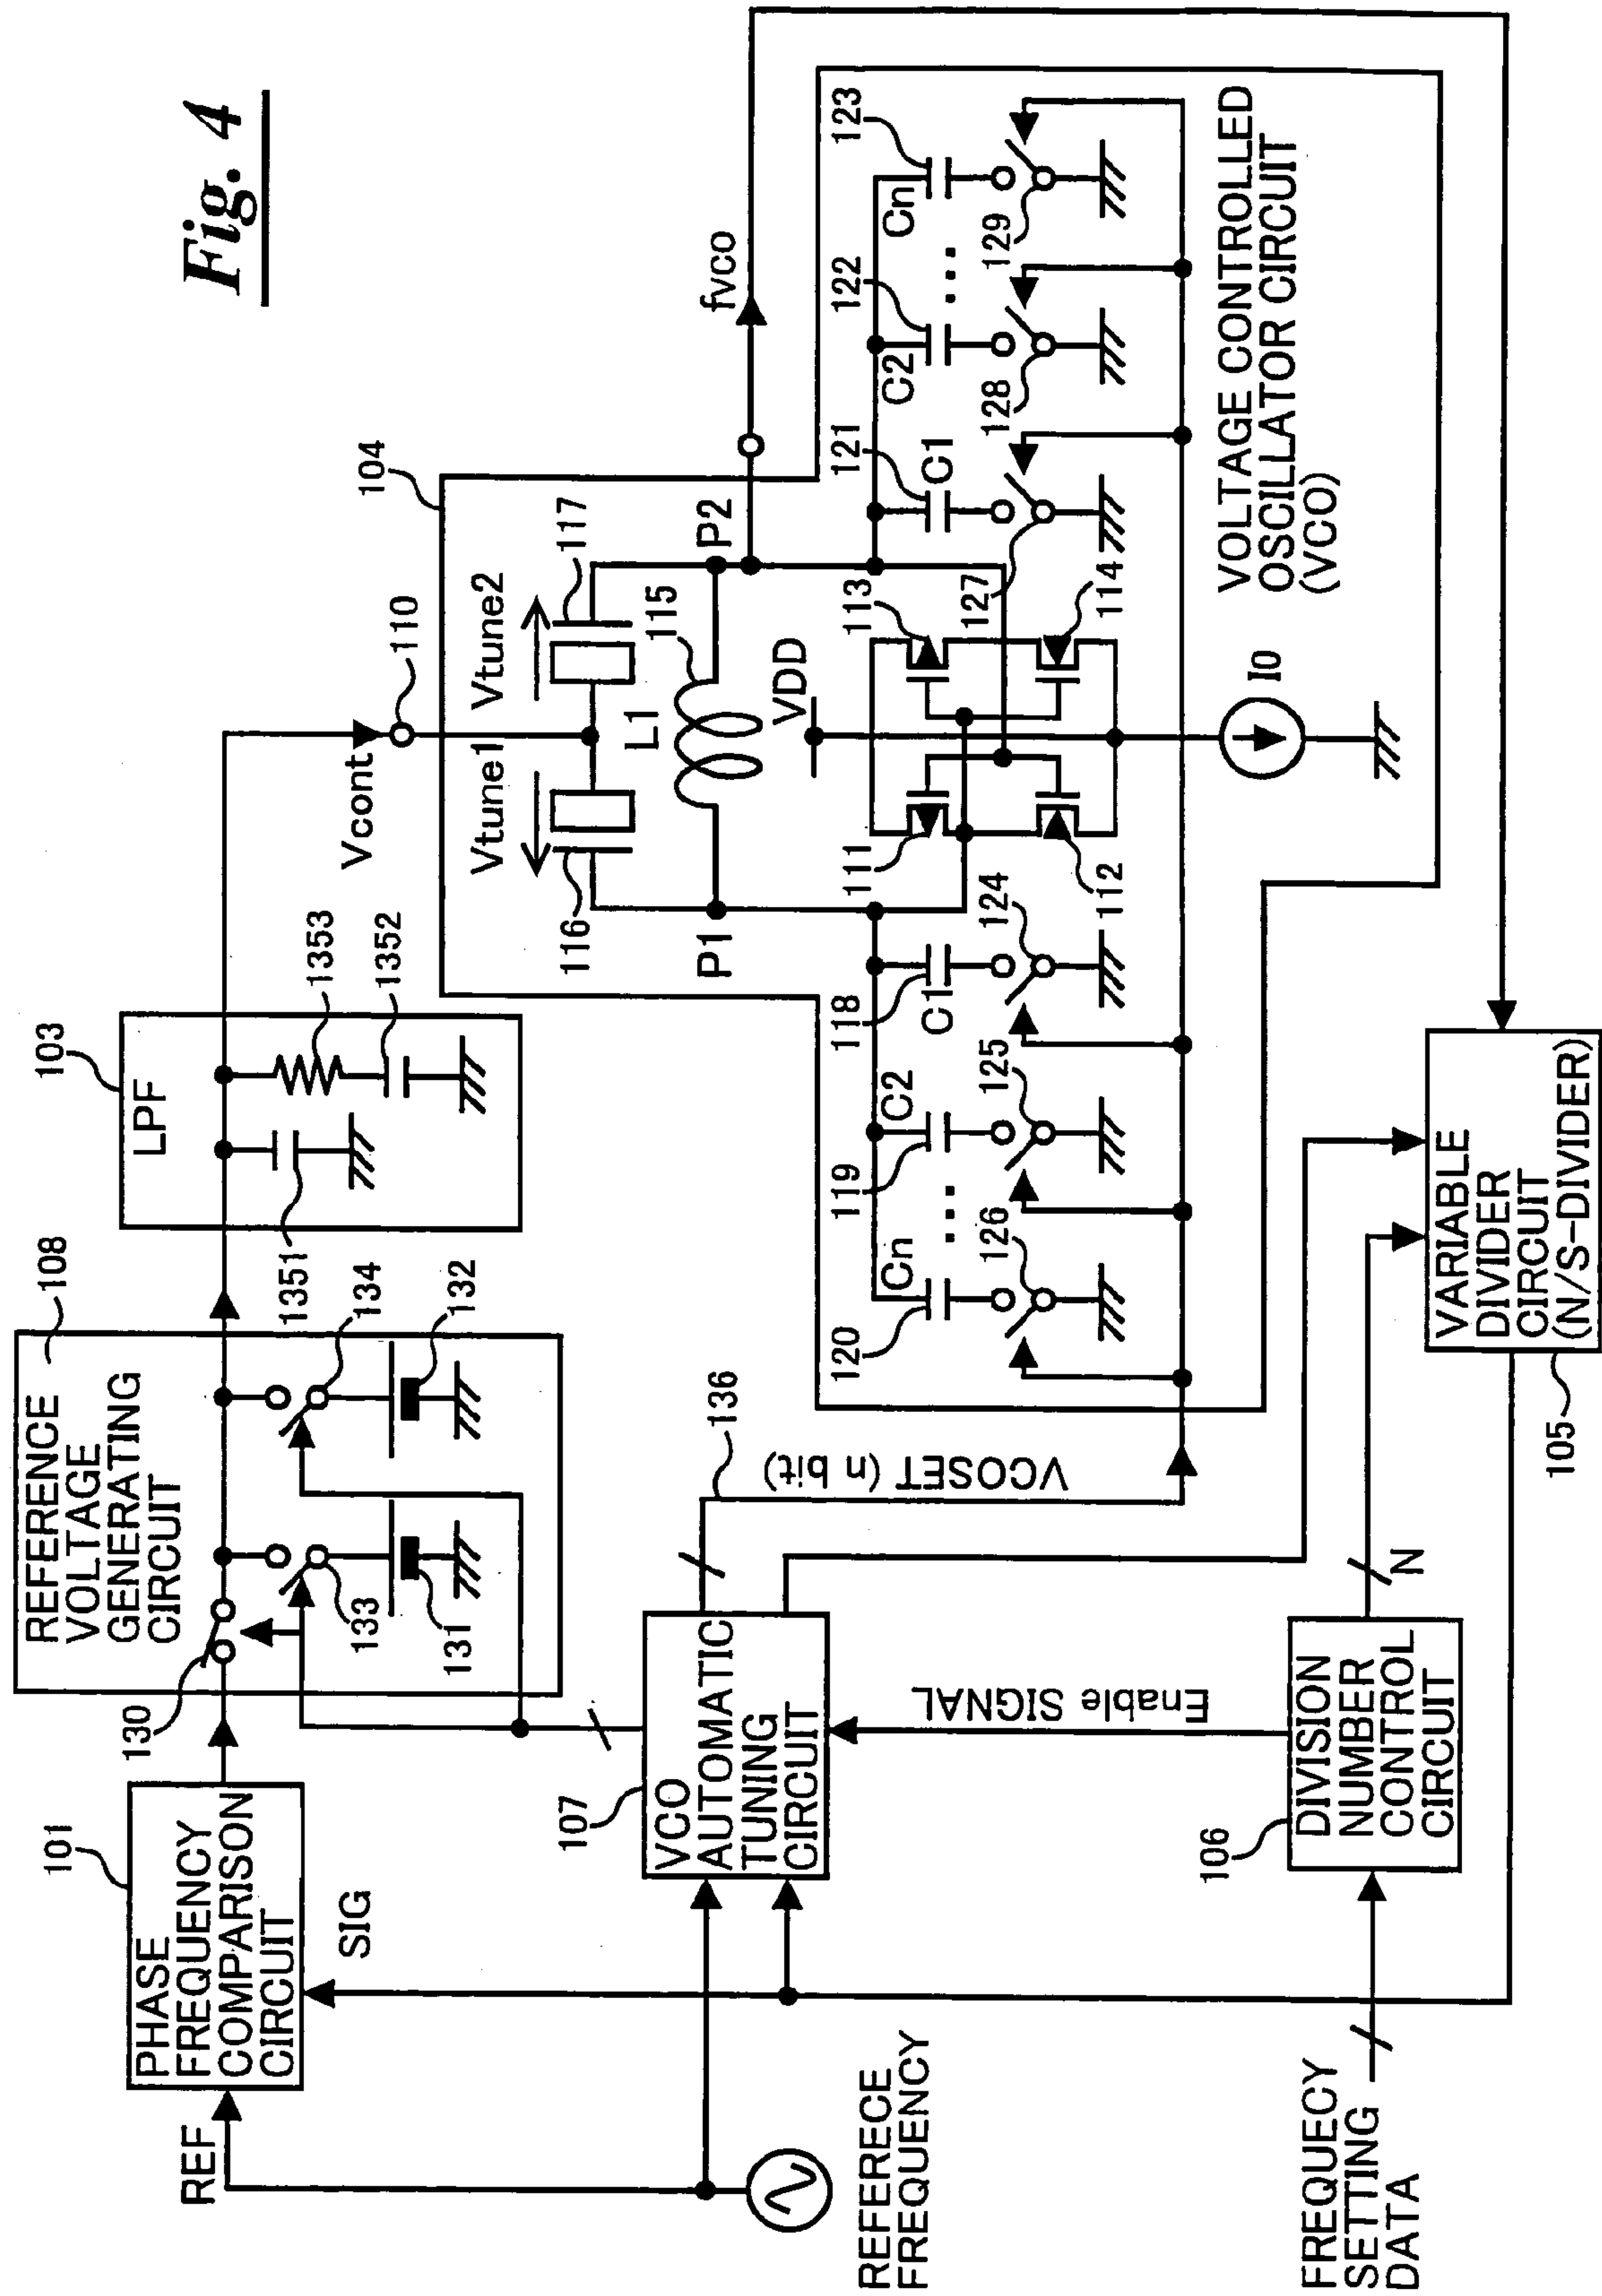 Fig. 4
REFERENCE
VOLTAGE
GENERATING
CIRCUIT
108
130
133
131
134
132
101
PHASE
FREQUENCY
COMPARISON
CIRCUIT
REF
SIG
103
LPF
1351
1353
1352
Vcont
110
104
Vtune1
Vtune2
116
117
L1
115
P1
P2
VDD
fvco
111
113
112
114
I0
Cn
C2
C1
120
119
118
126
125
124
C1
C2
Cn
121
122
123
127
128
129
VOLTAGE CONTROLLED
OSCILLATOR CIRCUIT
(VCO)
136
VCOSET (n bit)
107
VCO
AUTOMATIC
TUNING
CIRCUIT
Enable SIGNAL
106
DIVISION
NUMBER
CONTROL
CIRCUIT
N
105
VARIABLE
DIVIDER
CIRCUIT
(N/S-DIVIDER)
REFERECE
FREQUENCY
FREQUECY
SETTING
DATA